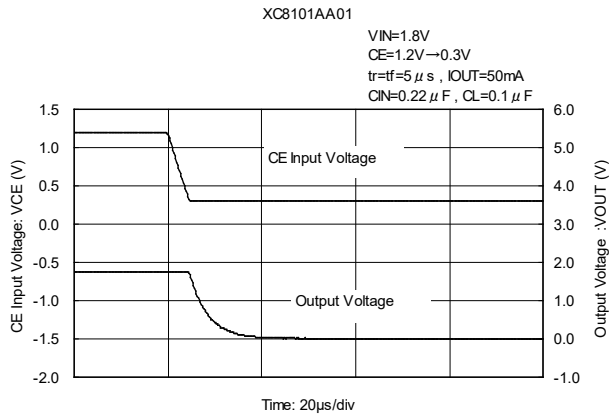 XC8101AA01
VIN=1.8V
CE=1.2V→0.3V
tr=tf=5μs , IOUT=50mA
CIN=0.22μF , CL=0.1μF
CE Input Voltage: VCE (V)
1.5
1.0
0.5
0.0
-0.5
-1.0
-1.5
-2.0
CE Input Voltage
Output Voltage
6.0
5.0
4.0
3.0
2.0
1.0
0.0
-1.0
Output Voltage :VOUT (V)
Time: 20μs/div